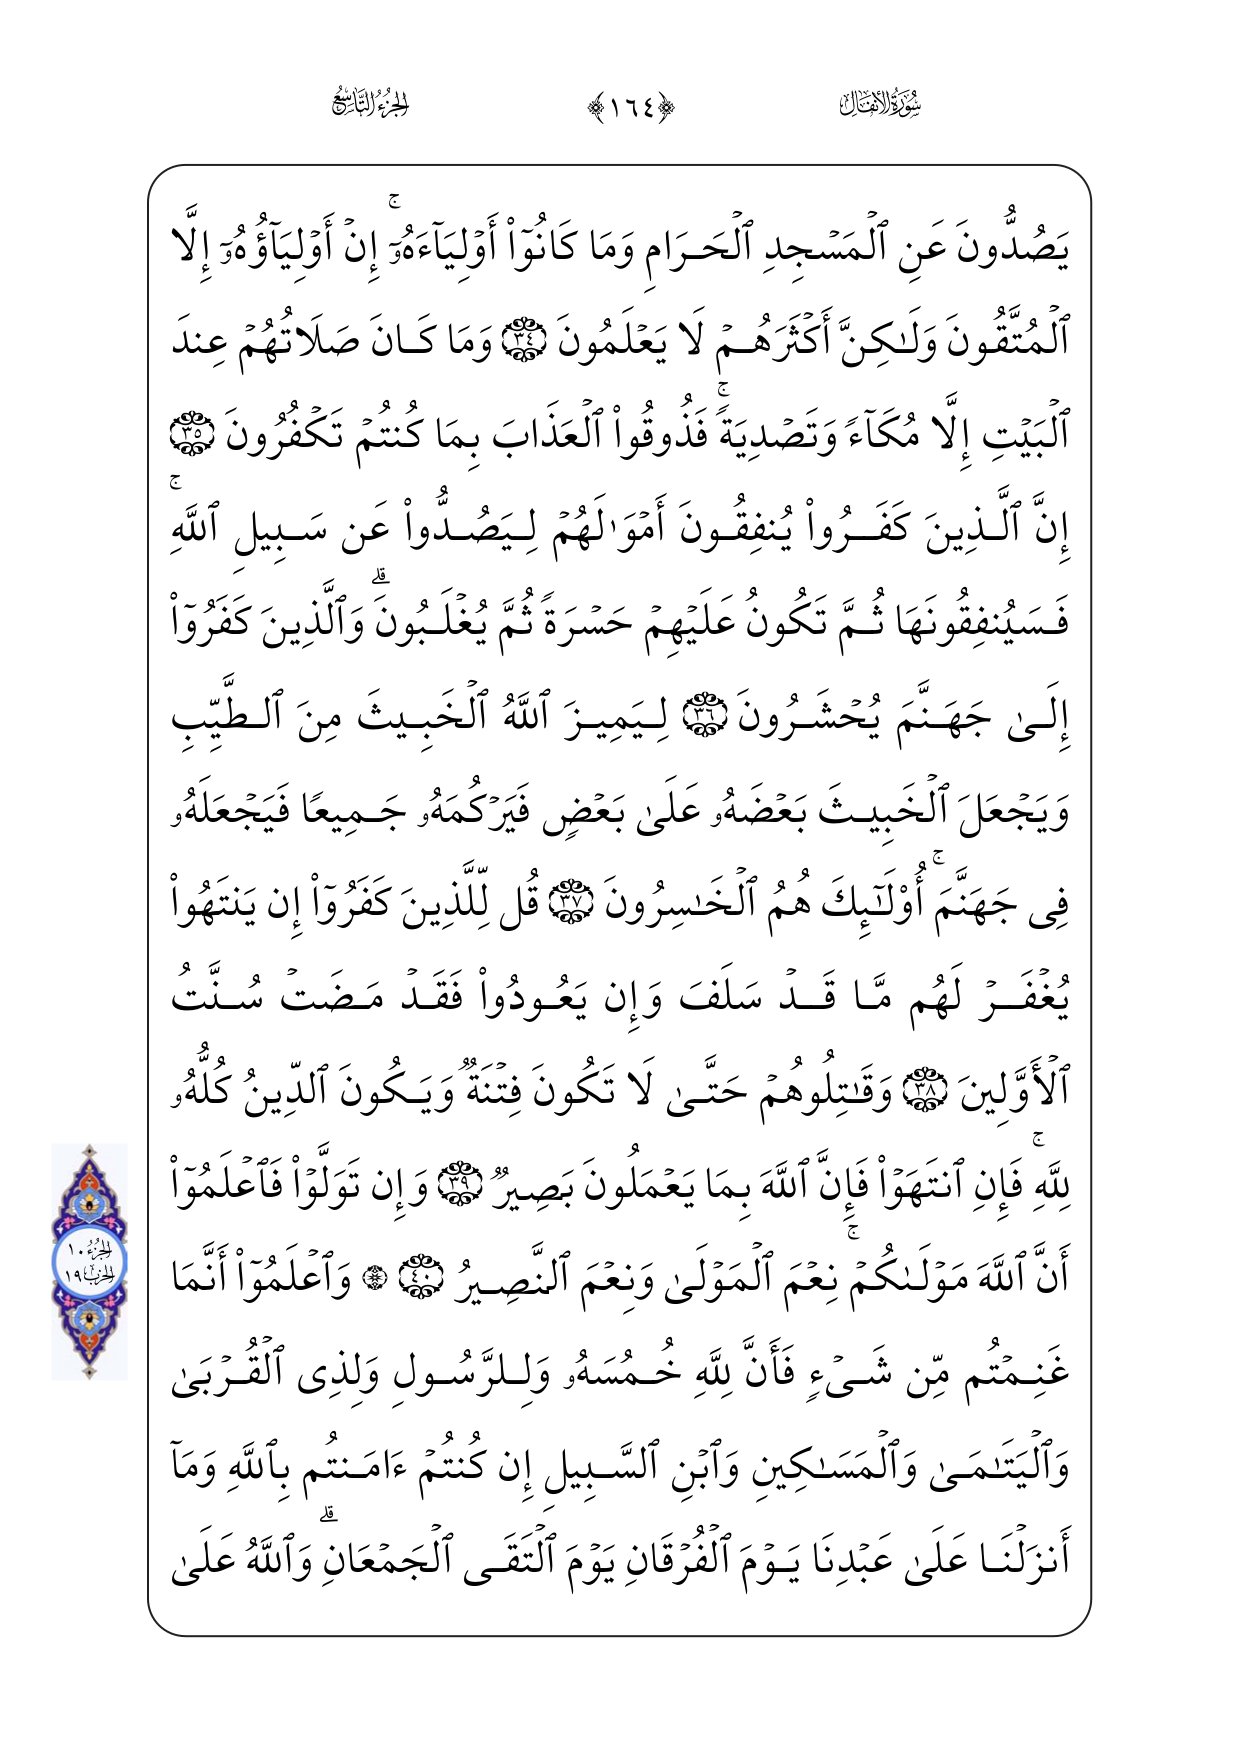 سُورَةُ الأَنفَالِ ﴿١٦٤﴾ الجُزْءُ التَّاسِعُ
يَصُدُّونَ عَنِ ٱلْمَسْجِدِ ٱلْحَرَامِ وَمَا كَانُوٓا۟ أَوْلِيَآءَهُۥٓ ۚ إِنْ أَوْلِيَآؤُهُۥٓ إِلَّا
ٱلْمُتَّقُونَ وَلَـٰكِنَّ أَكْثَرَهُمْ لَا يَعْلَمُونَ ٣٤ وَمَا كَانَ صَلَاتُهُمْ عِندَ
ٱلْبَيْتِ إِلَّا مُكَآءً وَتَصْدِيَةً ۚ فَذُوقُوا۟ ٱلْعَذَابَ بِمَا كُنتُمْ تَكْفُرُونَ ٣٥
إِنَّ ٱلَّذِينَ كَفَرُوا۟ يُنفِقُونَ أَمْوَٰلَهُمْ لِيَصُدُّوا۟ عَن سَبِيلِ ٱللَّهِ ۚ
فَسَيُنفِقُونَهَا ثُمَّ تَكُونُ عَلَيْهِمْ حَسْرَةً ثُمَّ يُغْلَبُونَ ۗ وَٱلَّذِينَ كَفَرُوٓا۟
إِلَىٰ جَهَنَّمَ يُحْشَرُونَ ٣٦ لِيَمِيزَ ٱللَّهُ ٱلْخَبِيثَ مِنَ ٱلطَّيِّبِ
وَيَجْعَلَ ٱلْخَبِيثَ بَعْضَهُۥ عَلَىٰ بَعْضٍ فَيَرْكُمَهُۥ جَمِيعًا فَيَجْعَلَهُۥ
فِى جَهَنَّمَ ۚ أُو۟لَـٰٓئِكَ هُمُ ٱلْخَـٰسِرُونَ ٣٧ قُل لِّلَّذِينَ كَفَرُوٓا۟ إِن يَنتَهُوا۟
يُغْفَرْ لَهُم مَّا قَدْ سَلَفَ وَإِن يَعُودُوا۟ فَقَدْ مَضَتْ سُنَّتُ
ٱلْأَوَّلِينَ ٣٨ وَقَـٰتِلُوهُمْ حَتَّىٰ لَا تَكُونَ فِتْنَةٌ وَيَكُونَ ٱلدِّينُ كُلُّهُۥ
لِلَّهِ ۚ فَإِنِ ٱنتَهَوْا۟ فَإِنَّ ٱللَّهَ بِمَا يَعْمَلُونَ بَصِيرٌ ٣٩ وَإِن تَوَلَّوْا۟ فَٱعْلَمُوٓا۟
أَنَّ ٱللَّهَ مَوْلَىٰكُمْ ۚ نِعْمَ ٱلْمَوْلَىٰ وَنِعْمَ ٱلنَّصِيرُ ٤٠ ۞ وَٱعْلَمُوٓا۟ أَنَّمَا
الجُزْءُ ١٠
الحِزْبُ ١٩
غَنِمْتُم مِّن شَىْءٍ فَأَنَّ لِلَّهِ خُمُسَهُۥ وَلِلرَّسُولِ وَلِذِى ٱلْقُرْبَىٰ
وَٱلْيَتَـٰمَىٰ وَٱلْمَسَـٰكِينِ وَٱبْنِ ٱلسَّبِيلِ إِن كُنتُمْ ءَامَنتُم بِٱللَّهِ وَمَآ
أَنزَلْنَا عَلَىٰ عَبْدِنَا يَوْمَ ٱلْفُرْقَانِ يَوْمَ ٱلْتَقَى ٱلْجَمْعَانِ ۗ وَٱللَّهُ عَلَىٰ